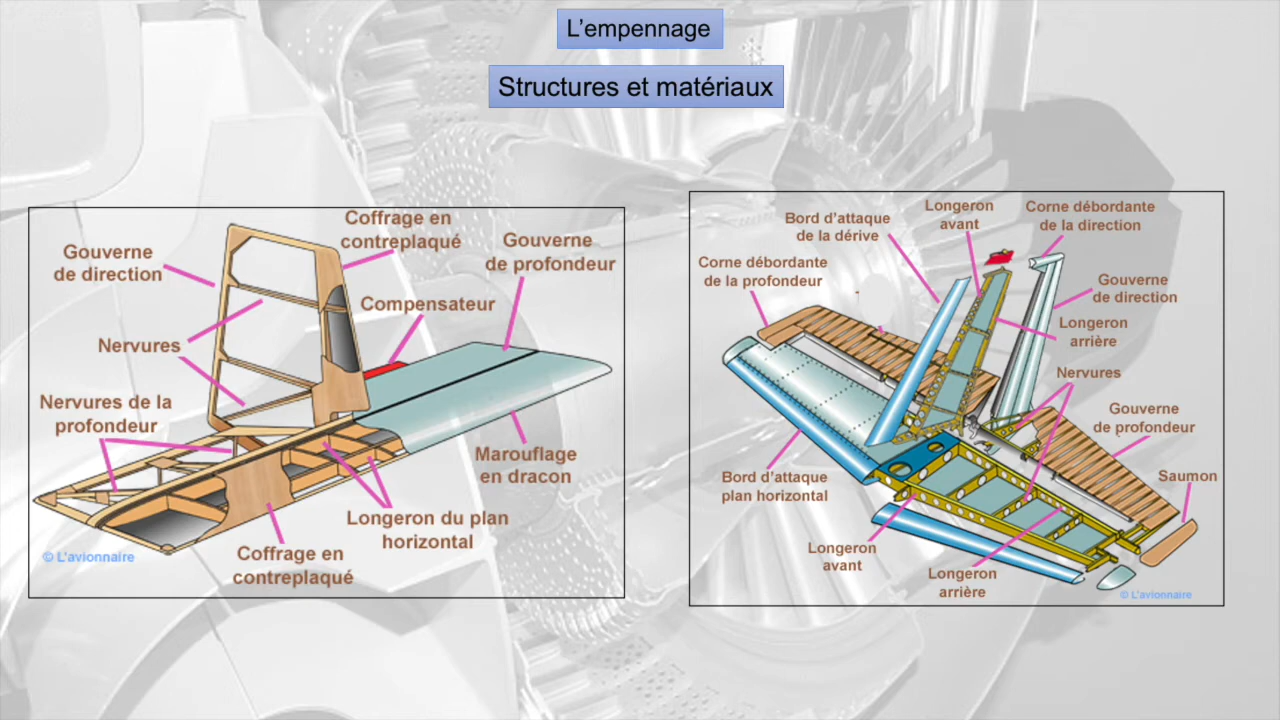 L'empennage
Structures et matériaux
Coffrage en
contreplaqué
Gouverne
de direction
Gouverne
de profondeur
Compensateur
Nervures
Nervures de la
profondeur
Marouflage
en dracon
Longeron du plan
horizontal
Coffrage en
contreplaqué
© L'avionnaire
Bord d'attaque
de la dérive
Longeron
avant
Corne débordante
de la direction
Corne débordante
de la profondeur
Gouverne
de direction
Longeron
arrière
Nervures
Gouverne
de profondeur
Saumon
Bord d'attaque
plan horizontal
Longeron
avant
Longeron
arrière
© L'avionnaire